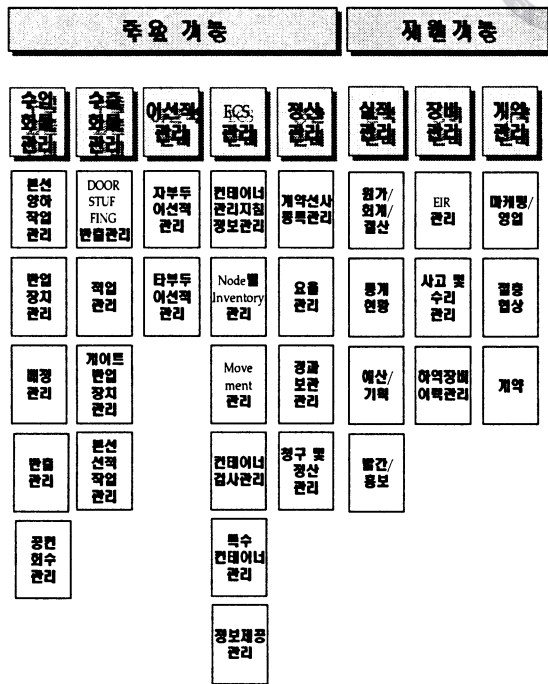 주요 기능
지원기능
수입
화물
관리
수출
화물
관리
이선적
관리
ECS
관리
정산
관리
실적
관리
장비
관리
계약
관리
본선
양하
작업
관리
DOOR
STUF
FING
반출관리
자부두
이선적
관리
컨테이너
관리지침
정보관리
계약선사
등록관리
원가/
회계/
결산
EIR
관리
마케팅/
영업
반입
장치
관리
적입
관리
타부두
이선적
관리
Node별
Inventory
관리
요율
관리
통계
현황
사고 및
수리
관리
절충
협상
배정
관리
게이트
반입
장치
관리
Move
ment
관리
경과
보관
관리
예산/
기획
하역장비
이력관리
계약
반출
관리
본선
선적
작업
관리
컨테이너
검사관리
청구 및
정산
관리
발간/
홍보
공컨
회수
관리
특수
컨테이너
관리
정보제공
관리